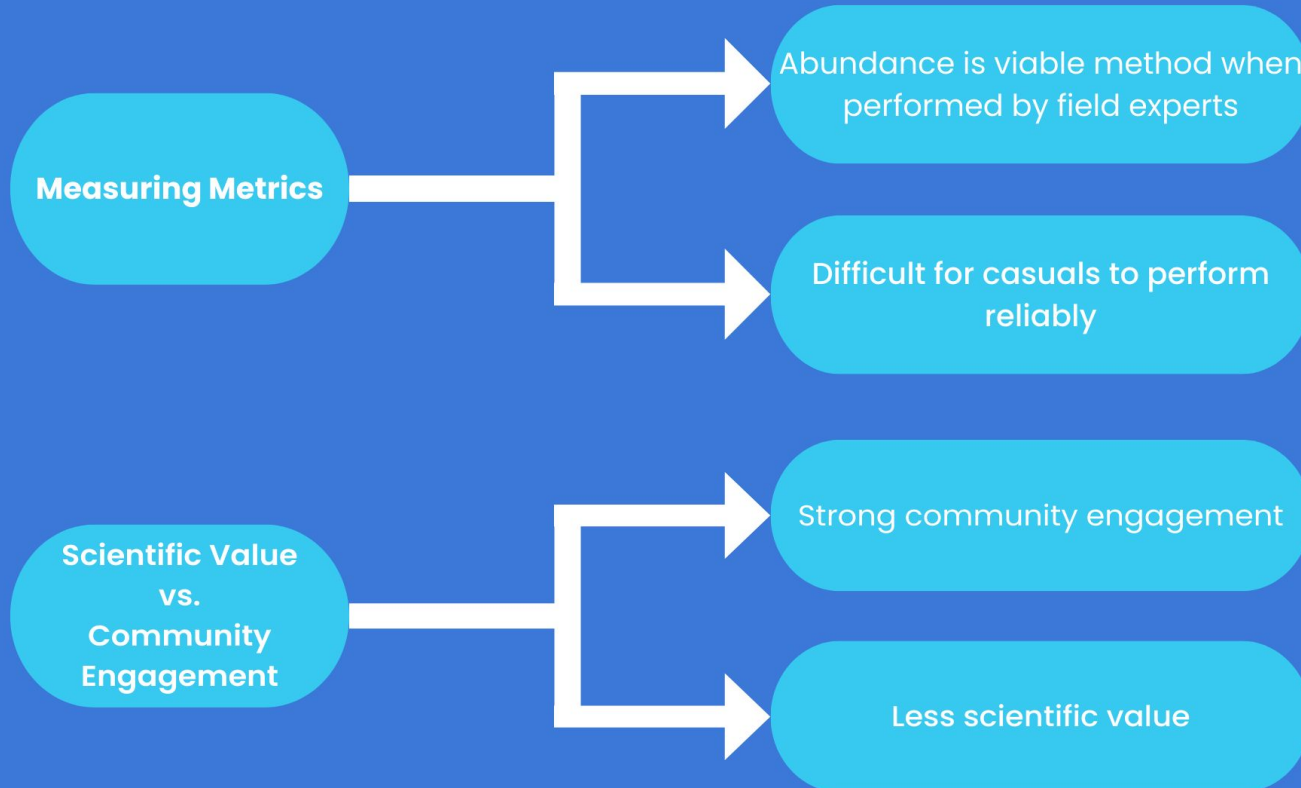 Measuring Metrics
Abundance is viable method when
performed by field experts
Difficult for casuals to perform
reliably
Scientific Value
vs.
Community
Engagement
Strong community engagement
Less scientific value